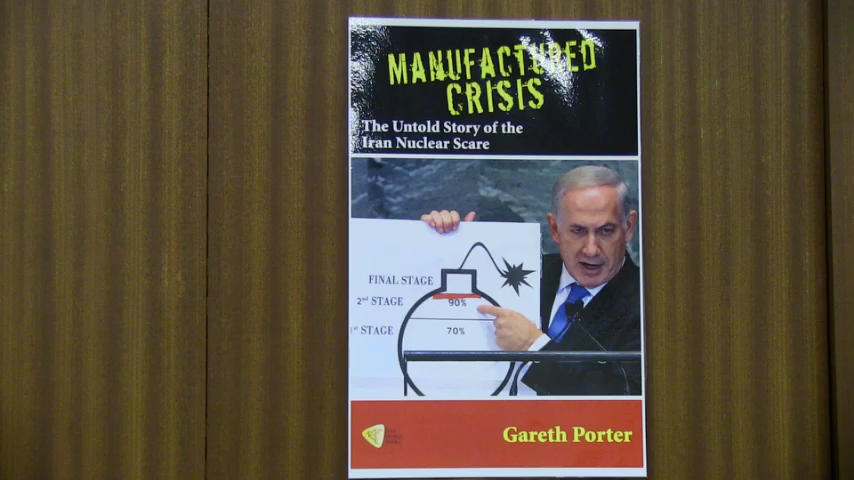 MANUFACTURED
CRISIS
The Untold Story of the
Iran Nuclear Scare
FINAL STAGE
2nd STAGE 90%
1st STAGE 70%
Gareth Porter